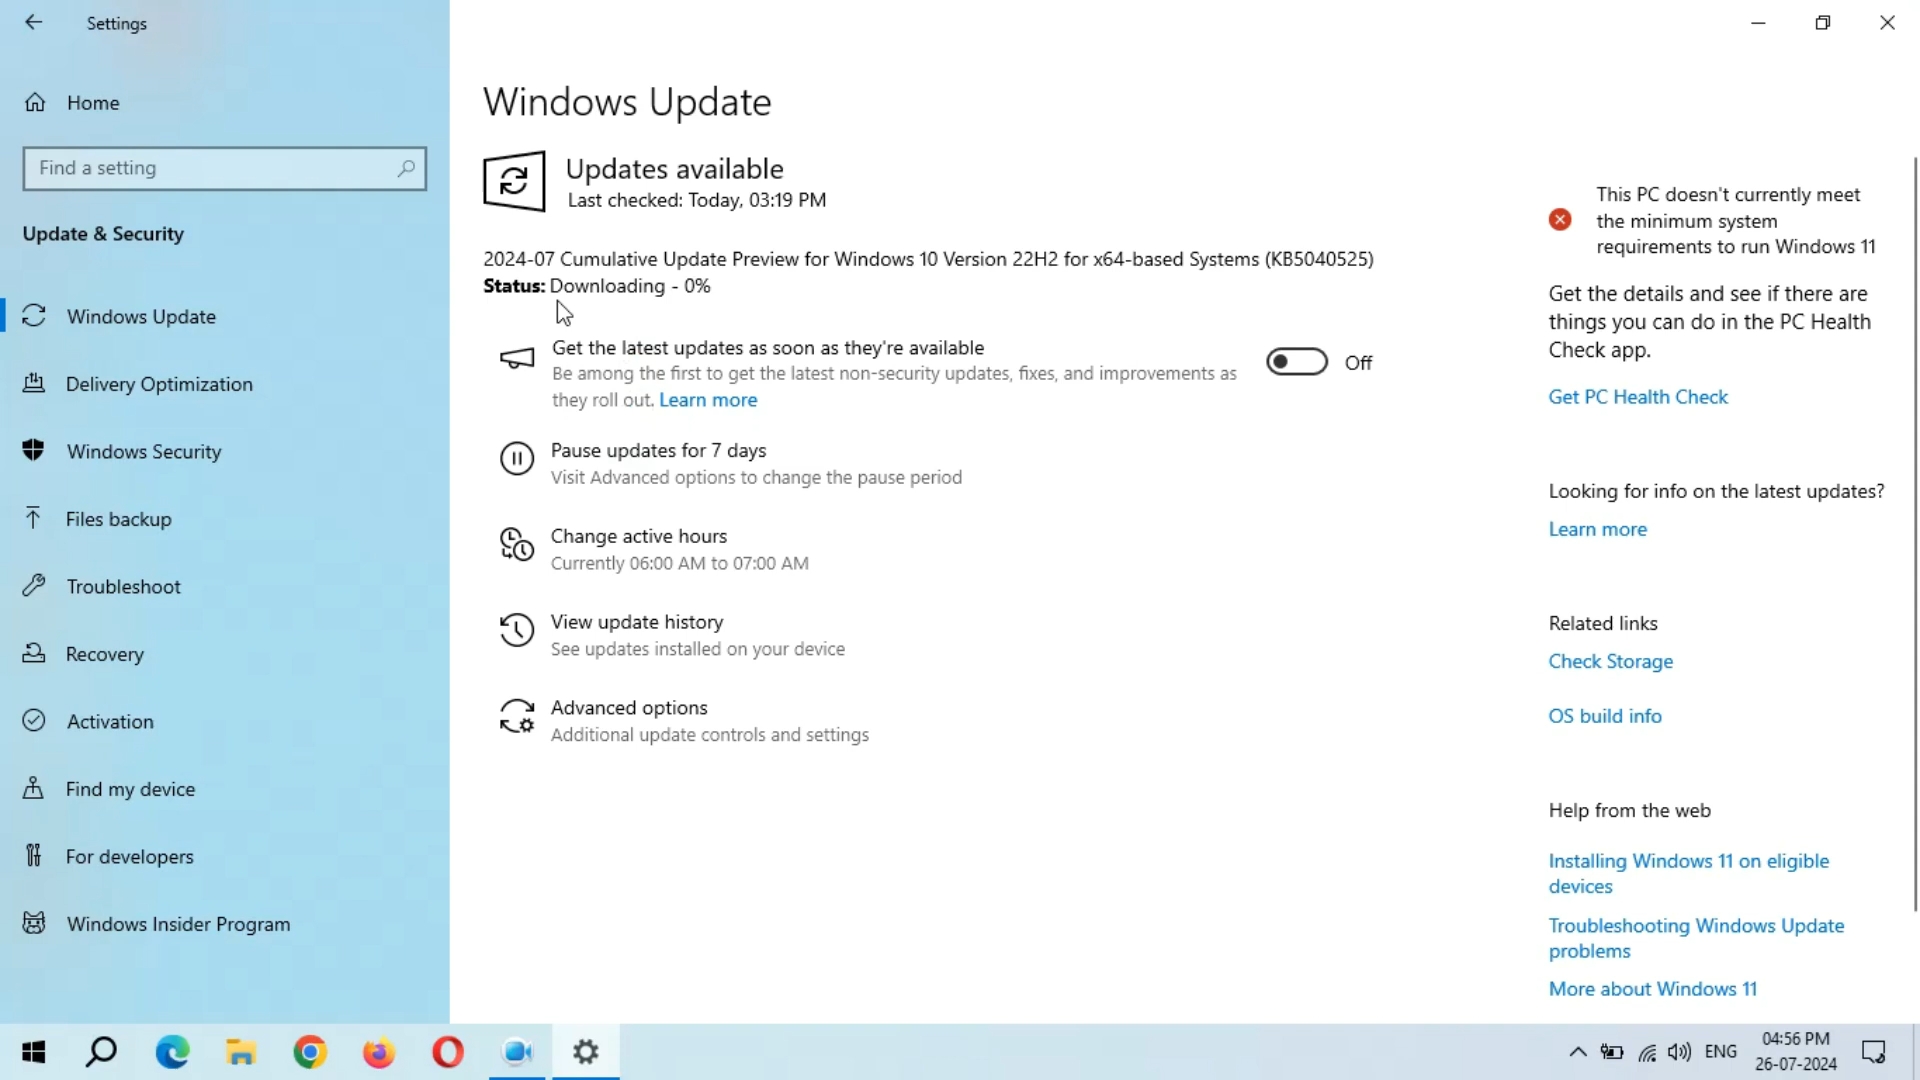 Settings
Home
Find a setting
Update & Security
Windows Update
Delivery Optimization
Windows Security
Files backup
Troubleshoot
Recovery
Activation
Find my device
For developers
Windows Insider Program
Windows Update
Updates available
Last checked: Today, 03:19 PM
2024-07 Cumulative Update Preview for Windows 10 Version 22H2 for x64-based Systems (KB5040525)
Status: Downloading - 0%
Get the latest updates as soon as they're available
Be among the first to get the latest non-security updates, fixes, and improvements as
they roll out. Learn more
Off
Pause updates for 7 days
Visit Advanced options to change the pause period
Change active hours
Currently 06:00 AM to 07:00 AM
View update history
See updates installed on your device
Advanced options
Additional update controls and settings
This PC doesn't currently meet
the minimum system
requirements to run Windows 11
Get the details and see if there are
things you can do in the PC Health
Check app.
Get PC Health Check
Looking for info on the latest updates?
Learn more
Related links
Check Storage
OS build info
Help from the web
Installing Windows 11 on eligible
devices
Troubleshooting Windows Update
problems
More about Windows 11
ENG
04:56 PM
26-07-2024